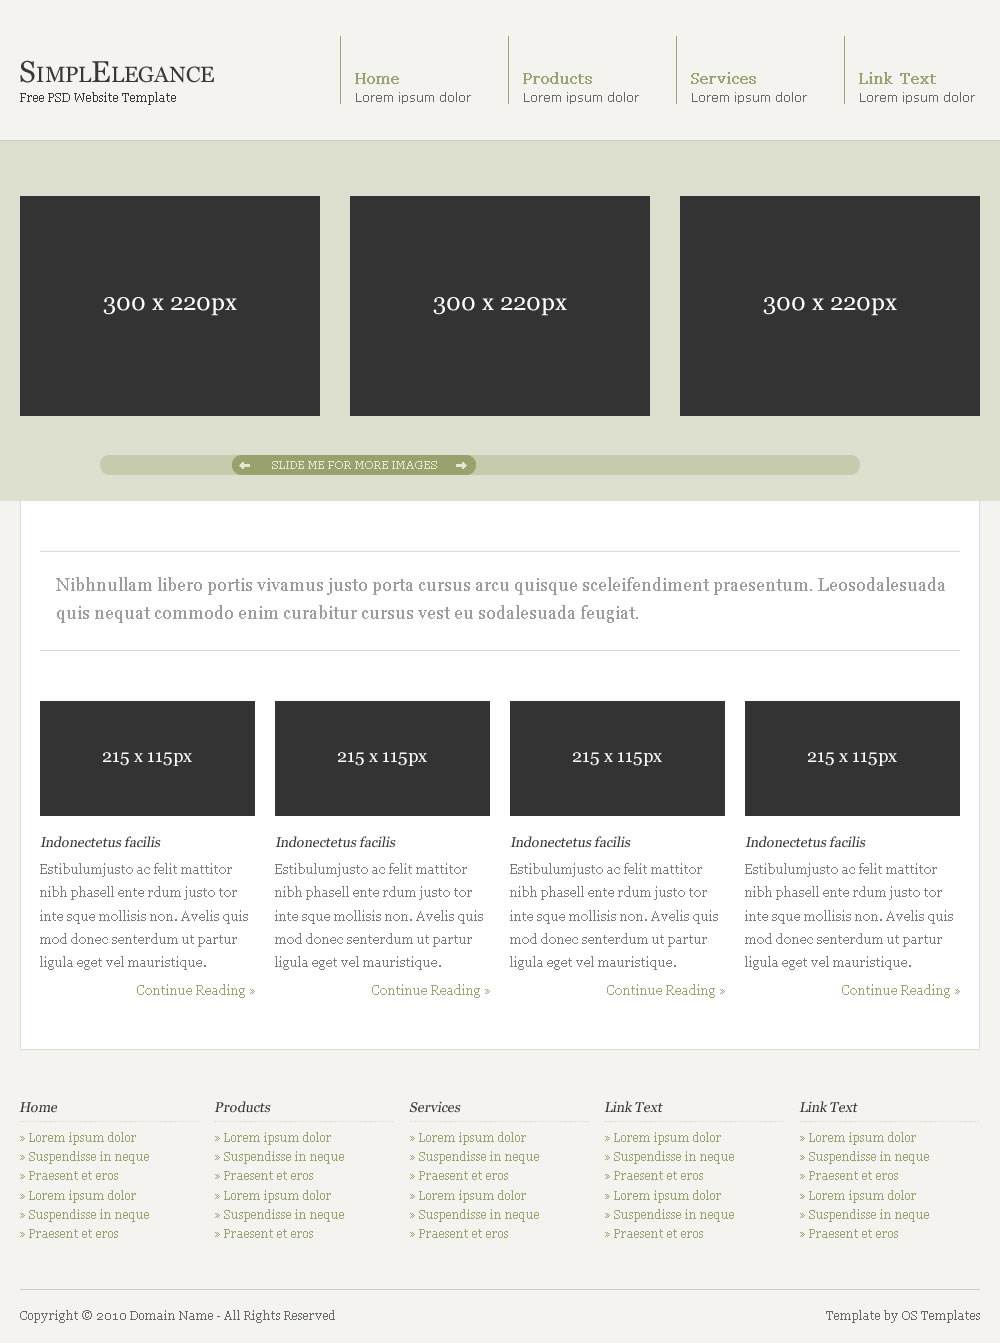 SimplElegance
Free PSD Website Template
Home
Lorem ipsum dolor
Products
Lorem ipsum dolor
Services
Lorem ipsum dolor
Link Text
Lorem ipsum dolor
300 x 220px
300 x 220px
300 x 220px
SLIDE ME FOR MORE IMAGES
Nibhnullam libero portis vivamus justo porta cursus arcu quisque sceleifendiment praesentum. Leosodalesuada
quis nequat commodo enim curabitur cursus vest eu sodalesuada feugiat.
215 x 115px
Indonectetus facilis
Estibulumjusto ac felit mattitor
nibh phasell ente rdum justo tor
inte sque mollisis non. Avelis quis
mod donec senterdum ut partur
ligula eget vel mauristique.
Continue Reading »
215 x 115px
Indonectetus facilis
Estibulumjusto ac felit mattitor
nibh phasell ente rdum justo tor
inte sque mollisis non. Avelis quis
mod donec senterdum ut partur
ligula eget vel mauristique.
Continue Reading »
215 x 115px
Indonectetus facilis
Estibulumjusto ac felit mattitor
nibh phasell ente rdum justo tor
inte sque mollisis non. Avelis quis
mod donec senterdum ut partur
ligula eget vel mauristique.
Continue Reading »
215 x 115px
Indonectetus facilis
Estibulumjusto ac felit mattitor
nibh phasell ente rdum justo tor
inte sque mollisis non. Avelis quis
mod donec senterdum ut partur
ligula eget vel mauristique.
Continue Reading »
Home
» Lorem ipsum dolor
» Suspendisse in neque
» Praesent et eros
» Lorem ipsum dolor
» Suspendisse in neque
» Praesent et eros
Products
» Lorem ipsum dolor
» Suspendisse in neque
» Praesent et eros
» Lorem ipsum dolor
» Suspendisse in neque
» Praesent et eros
Services
» Lorem ipsum dolor
» Suspendisse in neque
» Praesent et eros
» Lorem ipsum dolor
» Suspendisse in neque
» Praesent et eros
Link Text
» Lorem ipsum dolor
» Suspendisse in neque
» Praesent et eros
» Lorem ipsum dolor
» Suspendisse in neque
» Praesent et eros
Link Text
» Lorem ipsum dolor
» Suspendisse in neque
» Praesent et eros
» Lorem ipsum dolor
» Suspendisse in neque
» Praesent et eros
Copyright © 2010 Domain Name - All Rights Reserved
Template by OS Templates